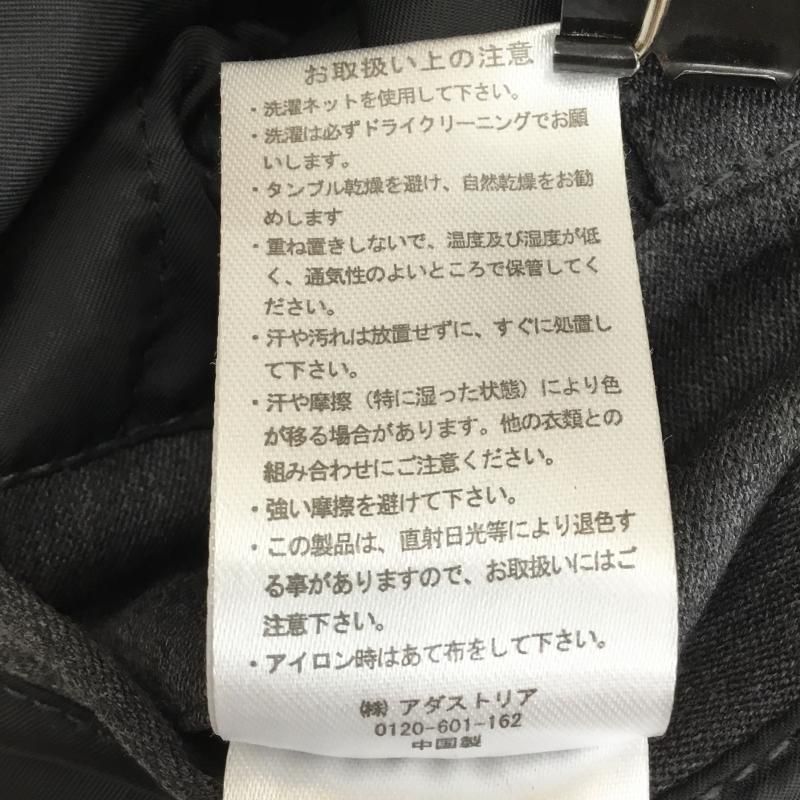 お取扱い上の注意
・洗濯ネットを使用して下さい。
・洗濯は必ずドライクリーニングでお願
いします。
・タンブル乾燥を避け、自然乾燥をお勧
めします
・重ね置きしないで、温度及び湿度が低
く、通気性のよいところで保管してく
ださい。
・汗や汚れは放置せずに、すぐに処置し
て下さい。
・汗や摩擦（特に湿った状態）により色
が移る場合があります。他の衣類との
組み合わせにご注意ください。
・強い摩擦を避けて下さい。
・この製品は、直射日光等により退色す
る事がありますので、お取扱いにはご
注意下さい。
・アイロン時はあて布をして下さい。
㈱ アダストリア
0120-601-162
中国製